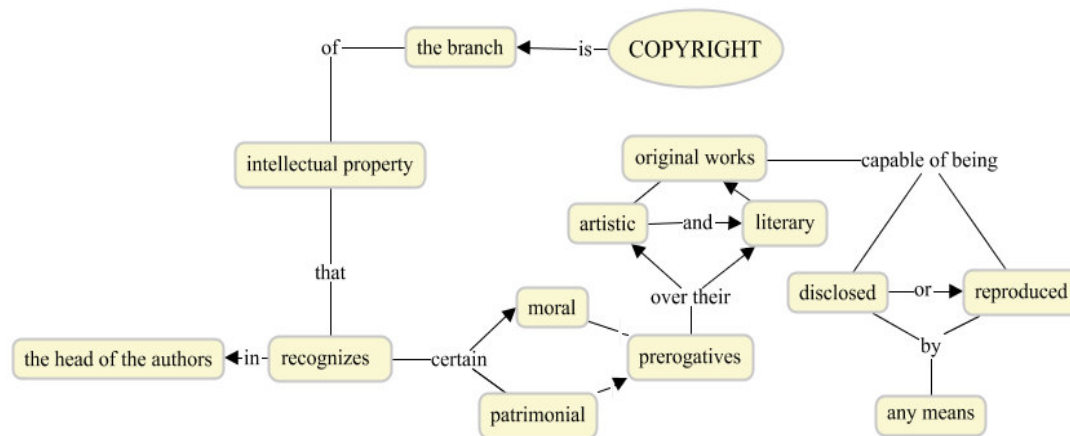 COPYRIGHT
is
the branch
of
intellectual property
that
recognizes
in
the head of the authors
certain
moral
patrimonial
prerogatives
over their
artistic
and
literary
original works
capable of being
disclosed
or
reproduced
by
any means